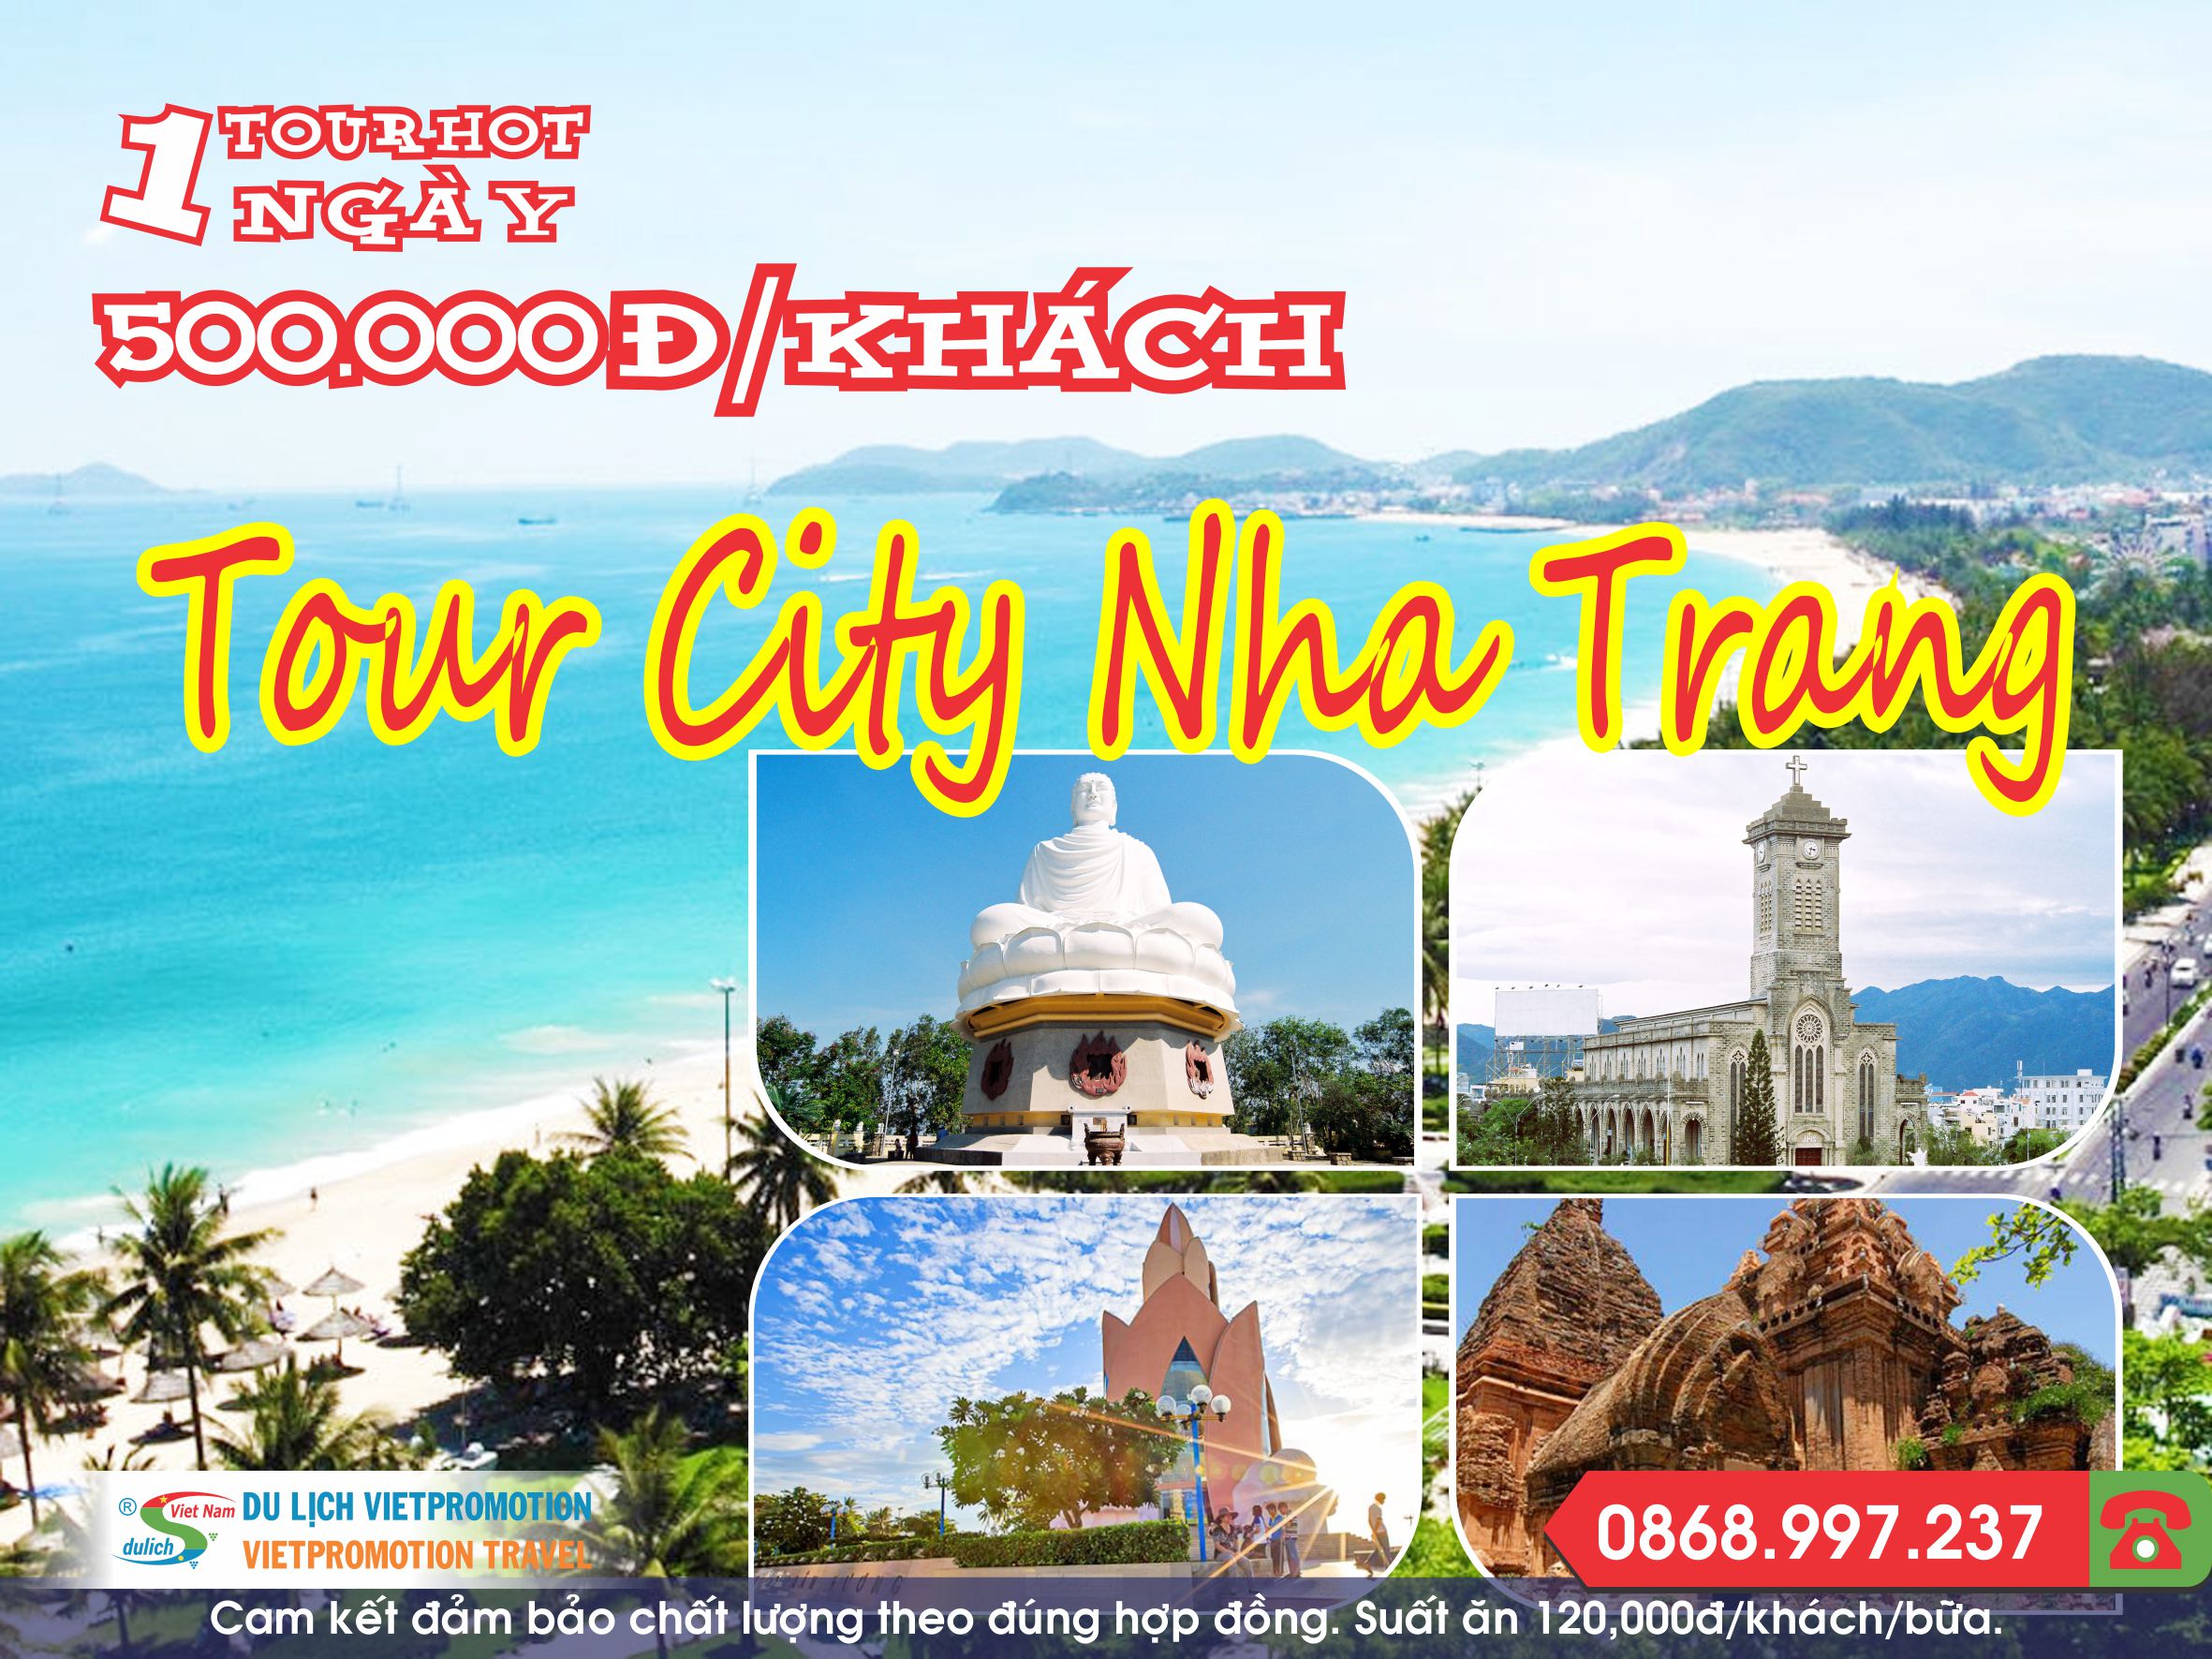 1 TOUR HOT
NGÀY
500.000Đ/KHÁCH
Tour City Nha Trang
® Viet Nam
dulich
DU LỊCH VIETPROMOTION
VIETPROMOTION TRAVEL
0868.997.237
Cam kết đảm bảo chất lượng theo đúng hợp đồng. Suất ăn 120,000đ/khách/bữa.